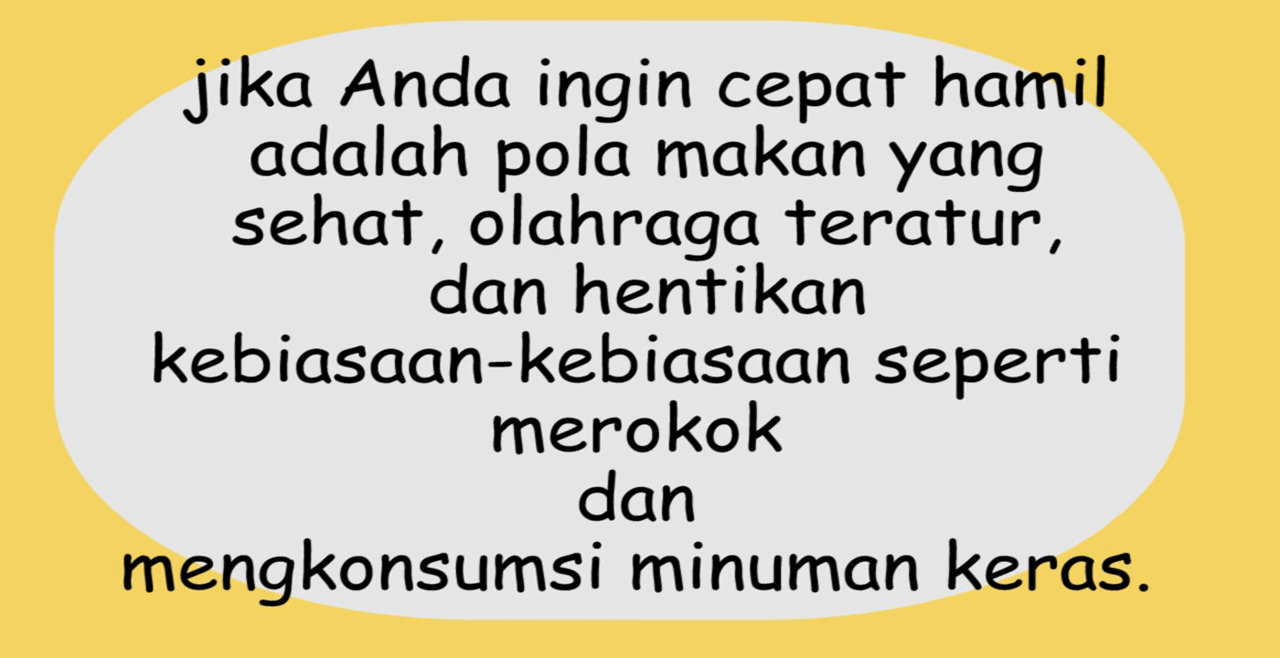 jika Anda ingin cepat hamil
adalah pola makan yang
sehat, olahraga teratur,
dan hentikan
kebiasaan-kebiasaan seperti
merokok
dan
mengkonsumsi minuman keras.